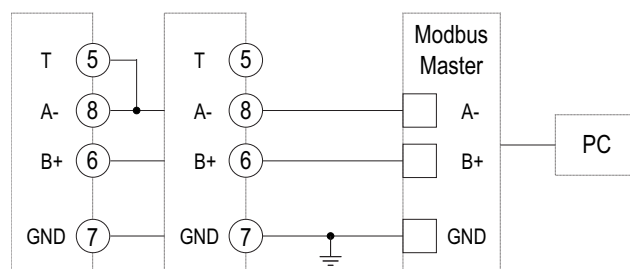 T 5 T 5 Modbus
Master
A- 8 A- 8 A-
B+ 6 B+ 6 B+ PC
GND 7 GND 7 GND